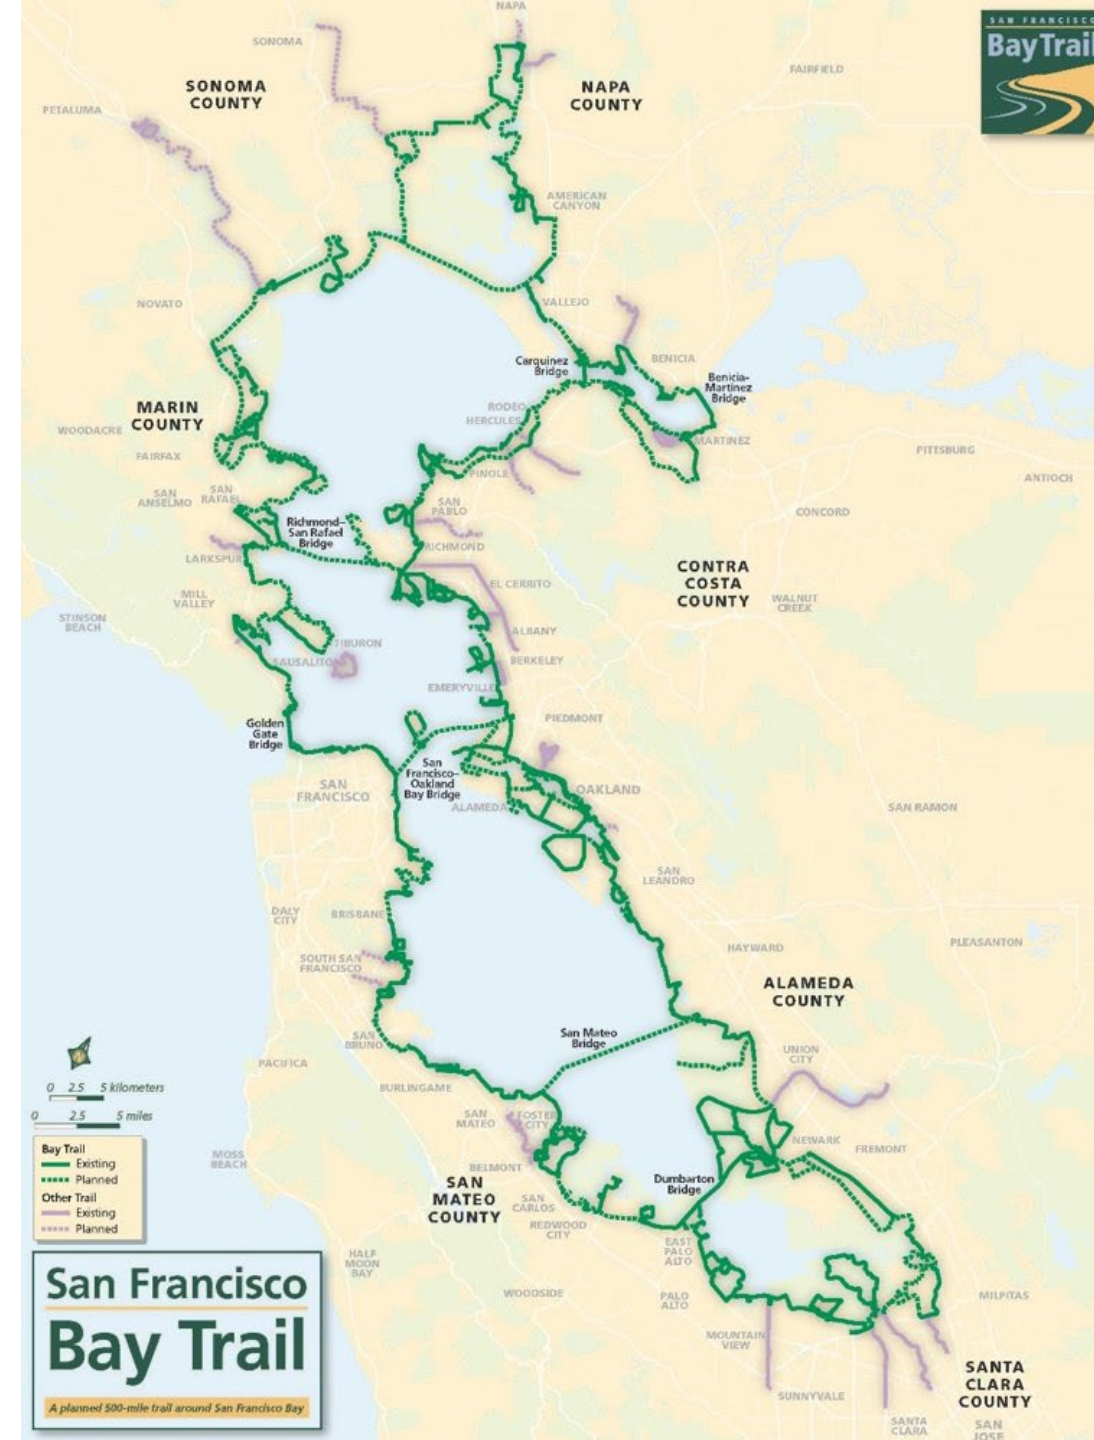 NAPA
SAN FRANCISCO
Bay Trail
SONOMA
SONOMA
COUNTY
NAPA
COUNTY
FAIRFIELD
PETALUMA
AMERICAN
CANYON
NOVATO
VALLEJO
Carquinez
Bridge
BENICIA
Benicia–
Martinez
Bridge
MARIN
COUNTY
RODEO
HERCULES
WOODACRE
MARTINEZ
FAIRFAX
PITTSBURG
PINOLE
ANTIOCH
SAN
ANSELMO
SAN
RAFAEL
SAN
PABLO
CONCORD
Richmond–
San Rafael
Bridge
RICHMOND
LARKSPUR
CONTRA
COSTA
COUNTY
EL CERRITO
MILL
VALLEY
WALNUT
CREEK
STINSON
BEACH
ALBANY
TIBURON
SAUSALITO
BERKELEY
EMERYVILLE
Golden
Gate
Bridge
PIEDMONT
San
Francisco–
Oakland
Bay Bridge
SAN
FRANCISCO
OAKLAND
ALAMEDA
SAN RAMON
SAN
LEANDRO
DALY
CITY
BRISBANE
HAYWARD
PLEASANTON
SOUTH SAN
FRANCISCO
ALAMEDA
COUNTY
San Mateo
Bridge
SAN
BRUNO
UNION
CITY
PACIFICA
BURLINGAME
0 2.5 5 kilometers
0 2.5 5 miles
SAN
MATEO
FOSTER
CITY
NEWARK
FREMONT
Bay Trail
Existing
Planned
Other Trail
Existing
Planned
MOSS
BEACH
BELMONT
Dumbarton
Bridge
SAN
MATEO
COUNTY
SAN
CARLOS
REDWOOD
CITY
EAST
PALO
ALTO
HALF
MOON
BAY
WOODSIDE
PALO
ALTO
MILPITAS
MOUNTAIN
VIEW
SUNNYVALE
SANTA
CLARA
COUNTY
SANTA
CLARA
SAN
JOSE
San Francisco
Bay Trail
A planned 500-mile trail around San Francisco Bay